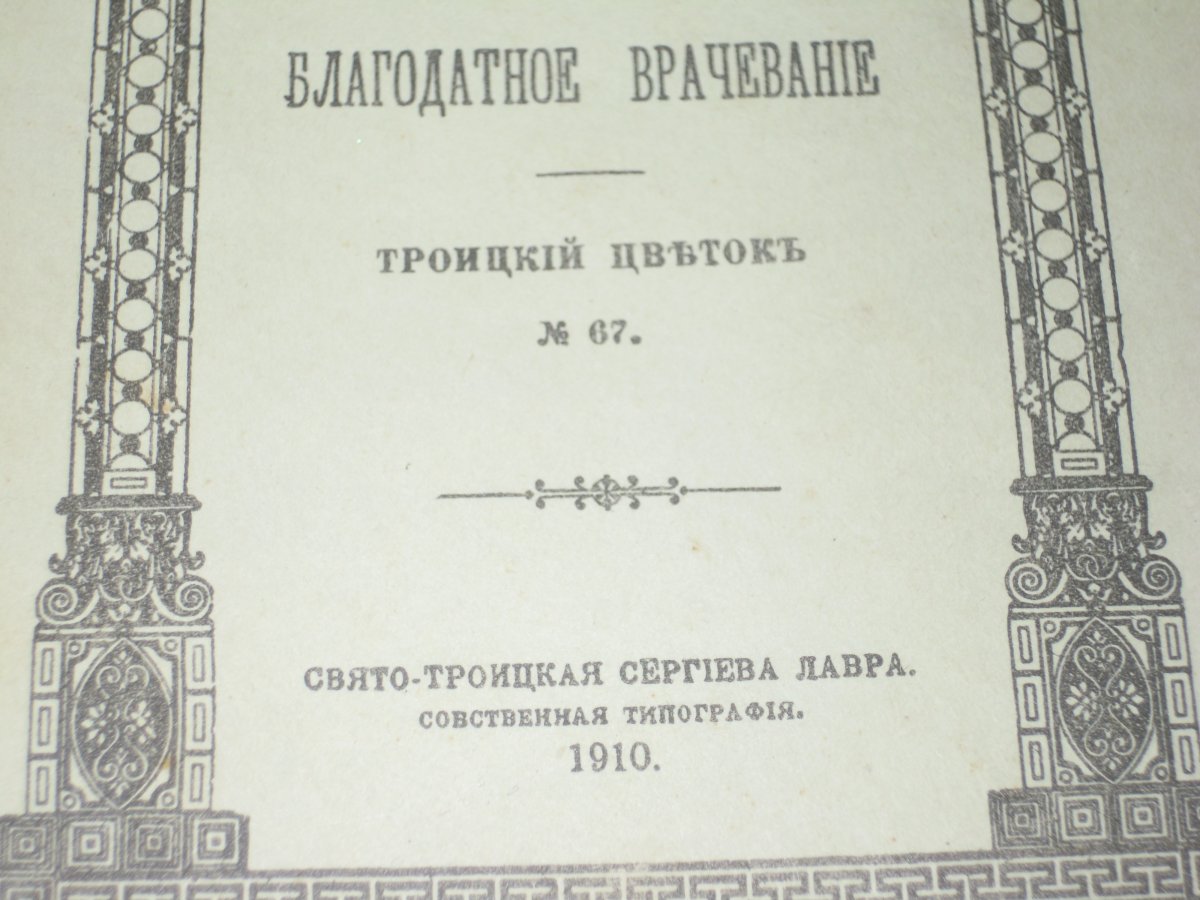 БЛАГОДАТНОЕ ВРАЧЕВАНІЕ
ТРОИЦКІЙ ЦВѢТОКЪ
№ 67.
СВЯТО-ТРОИЦКАЯ СЕРГІЕВА ЛАВРА.
СОБСТВЕННАЯ ТИПОГРАФІЯ.
1910.